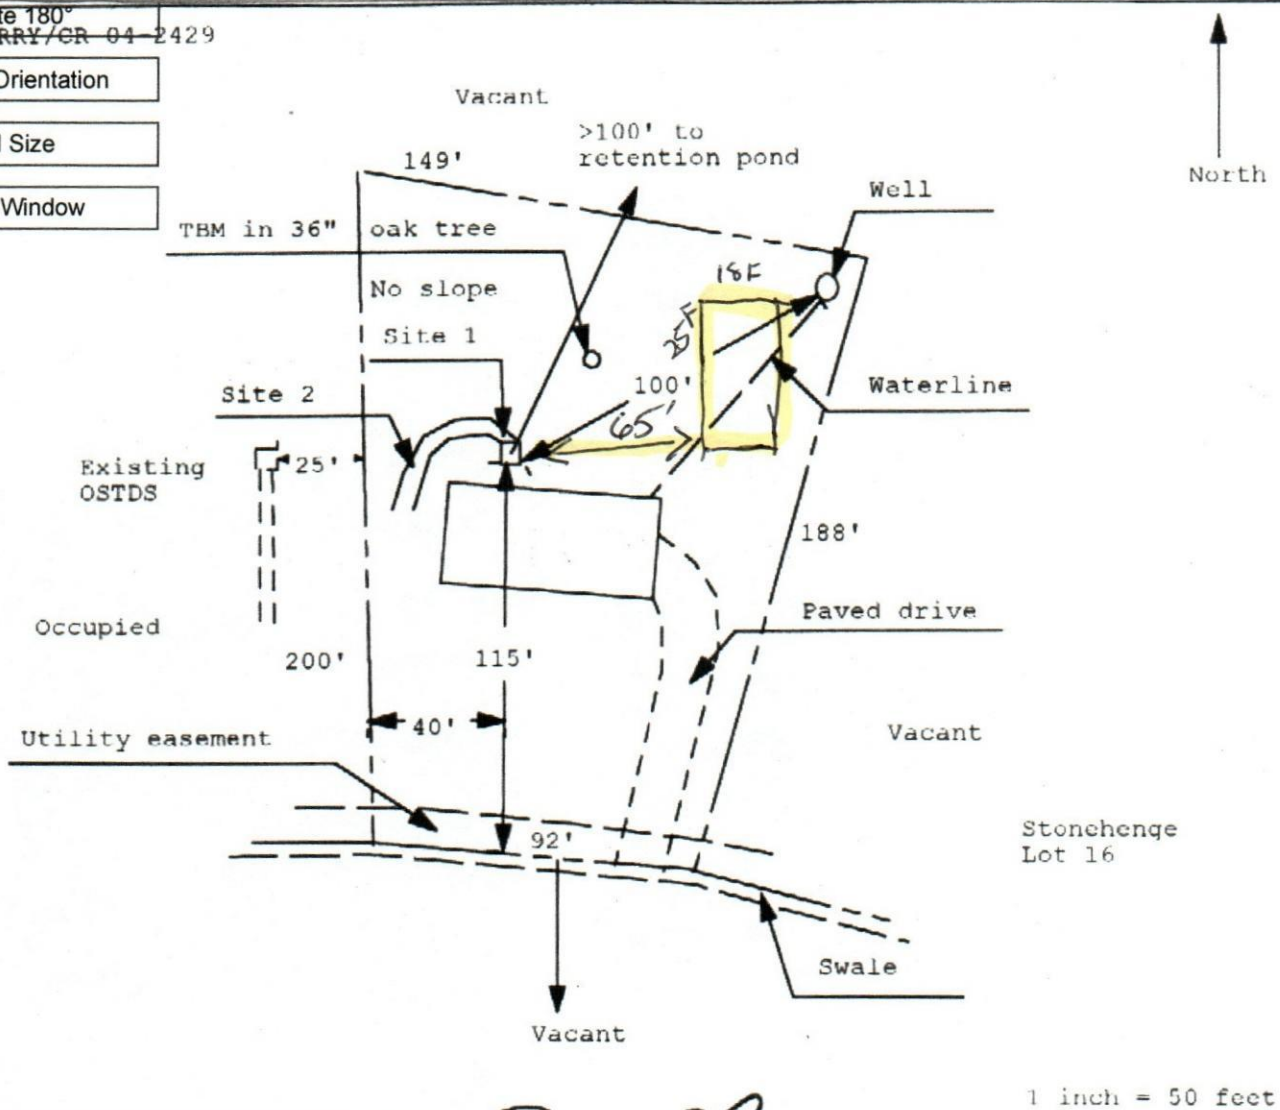 te 180°
RRY/CR 04-2429
Orientation
Size
Window
Vacant
>100' to
retention pond
149'
North
Well
TBM in 36" oak tree
18F
No slope
25F
Site 1
100'
Waterline
Site 2
65'
Existing
OSTDS
25'
188'
Paved drive
Occupied
200'
115'
40'
Vacant
Utility easement
92'
Stonehenge
Lot 16
Swale
Vacant
1 inch = 50 feet